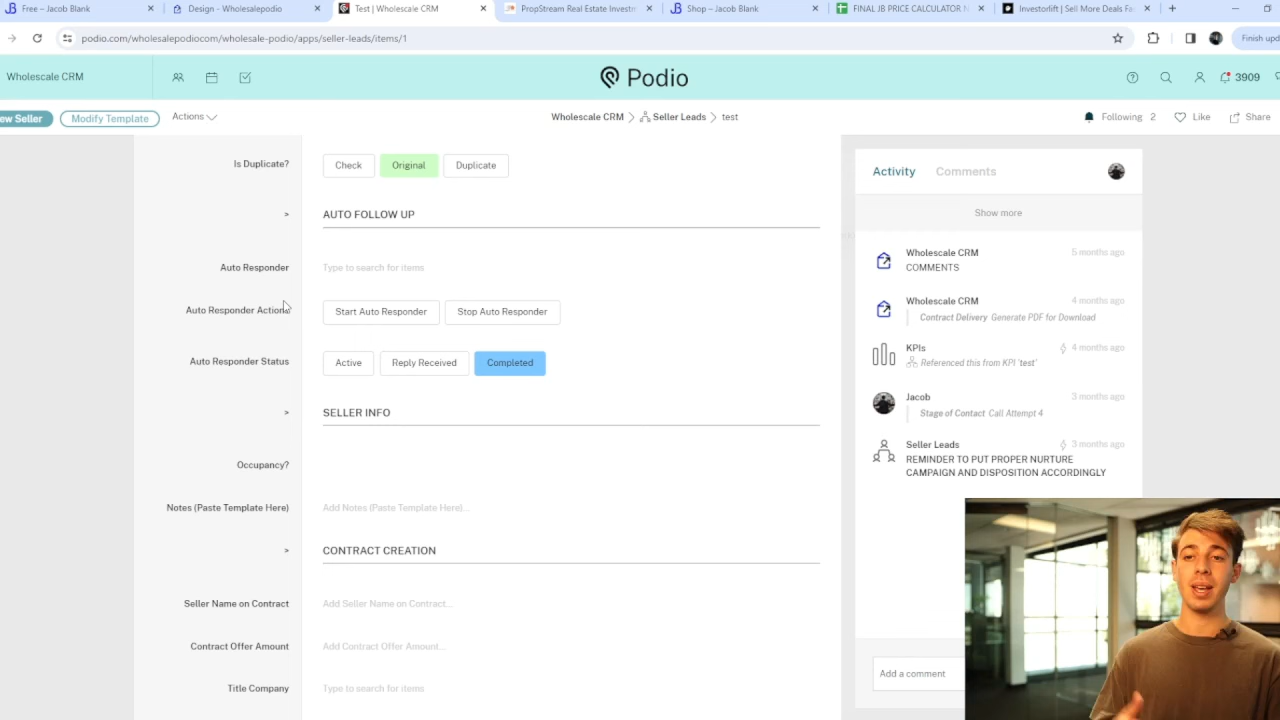 Free – Jacob Blank
Design - Wholesalepodio
Test | Wholescale CRM
PropStream Real Estate Investm
Shop – Jacob Blank
FINAL JB PRICE CALCULATOR
Investorlift | Sell More Deals Fa
podio.com/wholesalepodiocom/wholesale-podio/apps/seller-leads/items/1
Finish upd
Wholescale CRM
Podio
3909
ew Seller
Modify Template
Actions
Wholescale CRM > Seller Leads > test
Following 2
Like
Share
Is Duplicate?
Check
Original
Duplicate
> AUTO FOLLOW UP
Auto Responder
Type to search for items
Auto Responder Actions
Start Auto Responder
Stop Auto Responder
Auto Responder Status
Active
Reply Received
Completed
> SELLER INFO
Occupancy?
Notes (Paste Template Here)
Add Notes (Paste Template Here)...
> CONTRACT CREATION
Seller Name on Contract
Add Seller Name on Contract...
Contract Offer Amount
Add Contract Offer Amount...
Title Company
Type to search for items
Activity
Comments
Show more
Wholescale CRM
5 months ago
COMMENTS
Wholescale CRM
4 months ago
Contract Delivery Generate PDF for Download
KPIs
4 months ago
Referenced this from KPI 'test'
Jacob
3 months ago
Stage of Contact Call Attempt 4
Seller Leads
3 months ago
REMINDER TO PUT PROPER NURTURE
CAMPAIGN AND DISPOSITION ACCORDINGLY
Add a comment